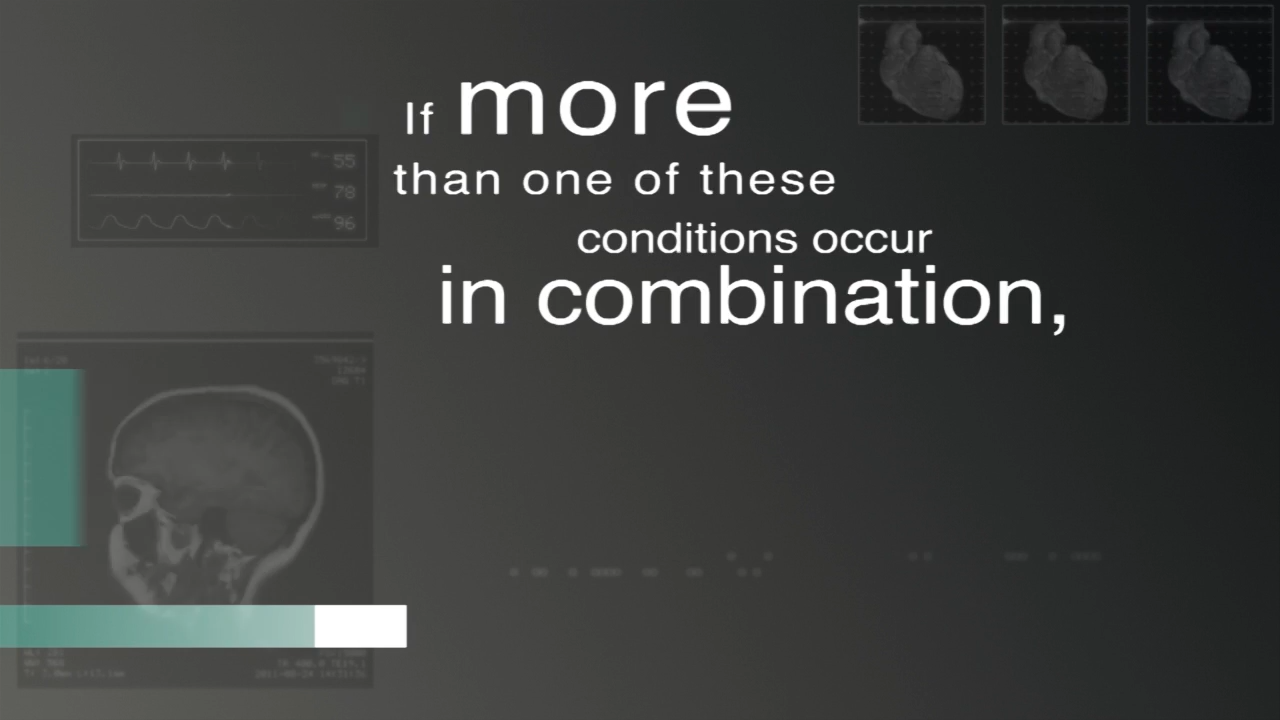 If more
than one of these
conditions occur
in combination,
55
78
96